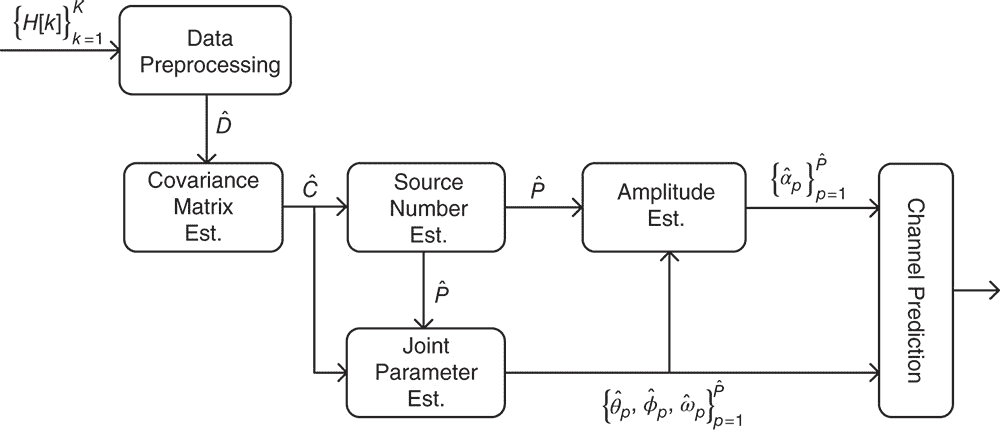 {H[k]}_{k=1}^{K}
Data
Preprocessing
D̂
Covariance
Matrix
Est.
Ĉ
Source
Number
Est.
P̂
Amplitude
Est.
{α̂_p}_{p=1}^{P̂}
P̂
Joint
Parameter
Est.
{θ̂_p, ϕ̂_p, ω̂_p}_{p=1}^{P̂}
Channel Prediction